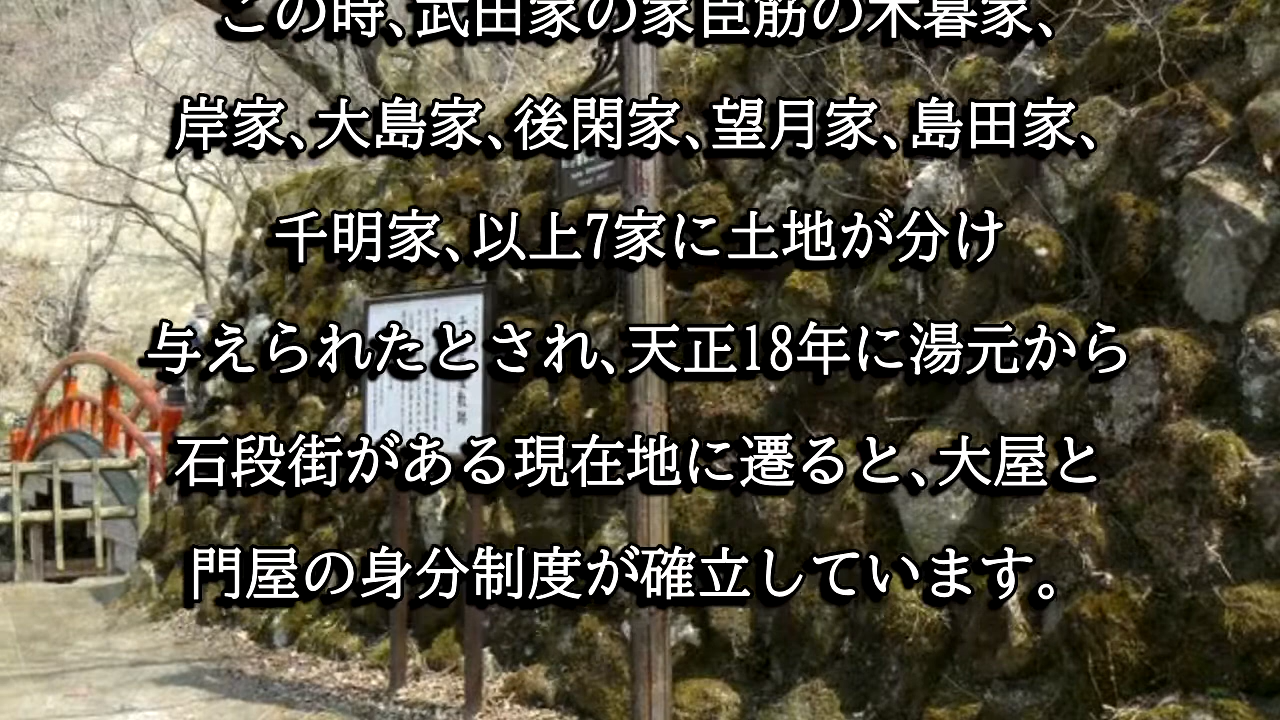 この時、武田家の家臣筋の木暮家、
岸家、大島家、後閑家、望月家、島田家、
千明家、以上7家に土地が分け
与えられたとされ、天正18年に湯元から
石段街がある現在地に遷ると、大屋と
門屋の身分制度が確立しています。